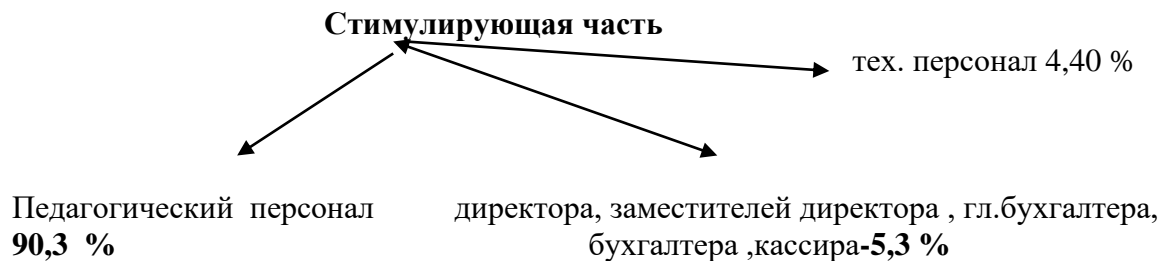 Стимулирующая часть
тех. персонал 4,40 %
Педагогический персонал директора, заместителей директора , гл.бухгалтера,
90,3 % бухгалтера ,кассира-5,3 %